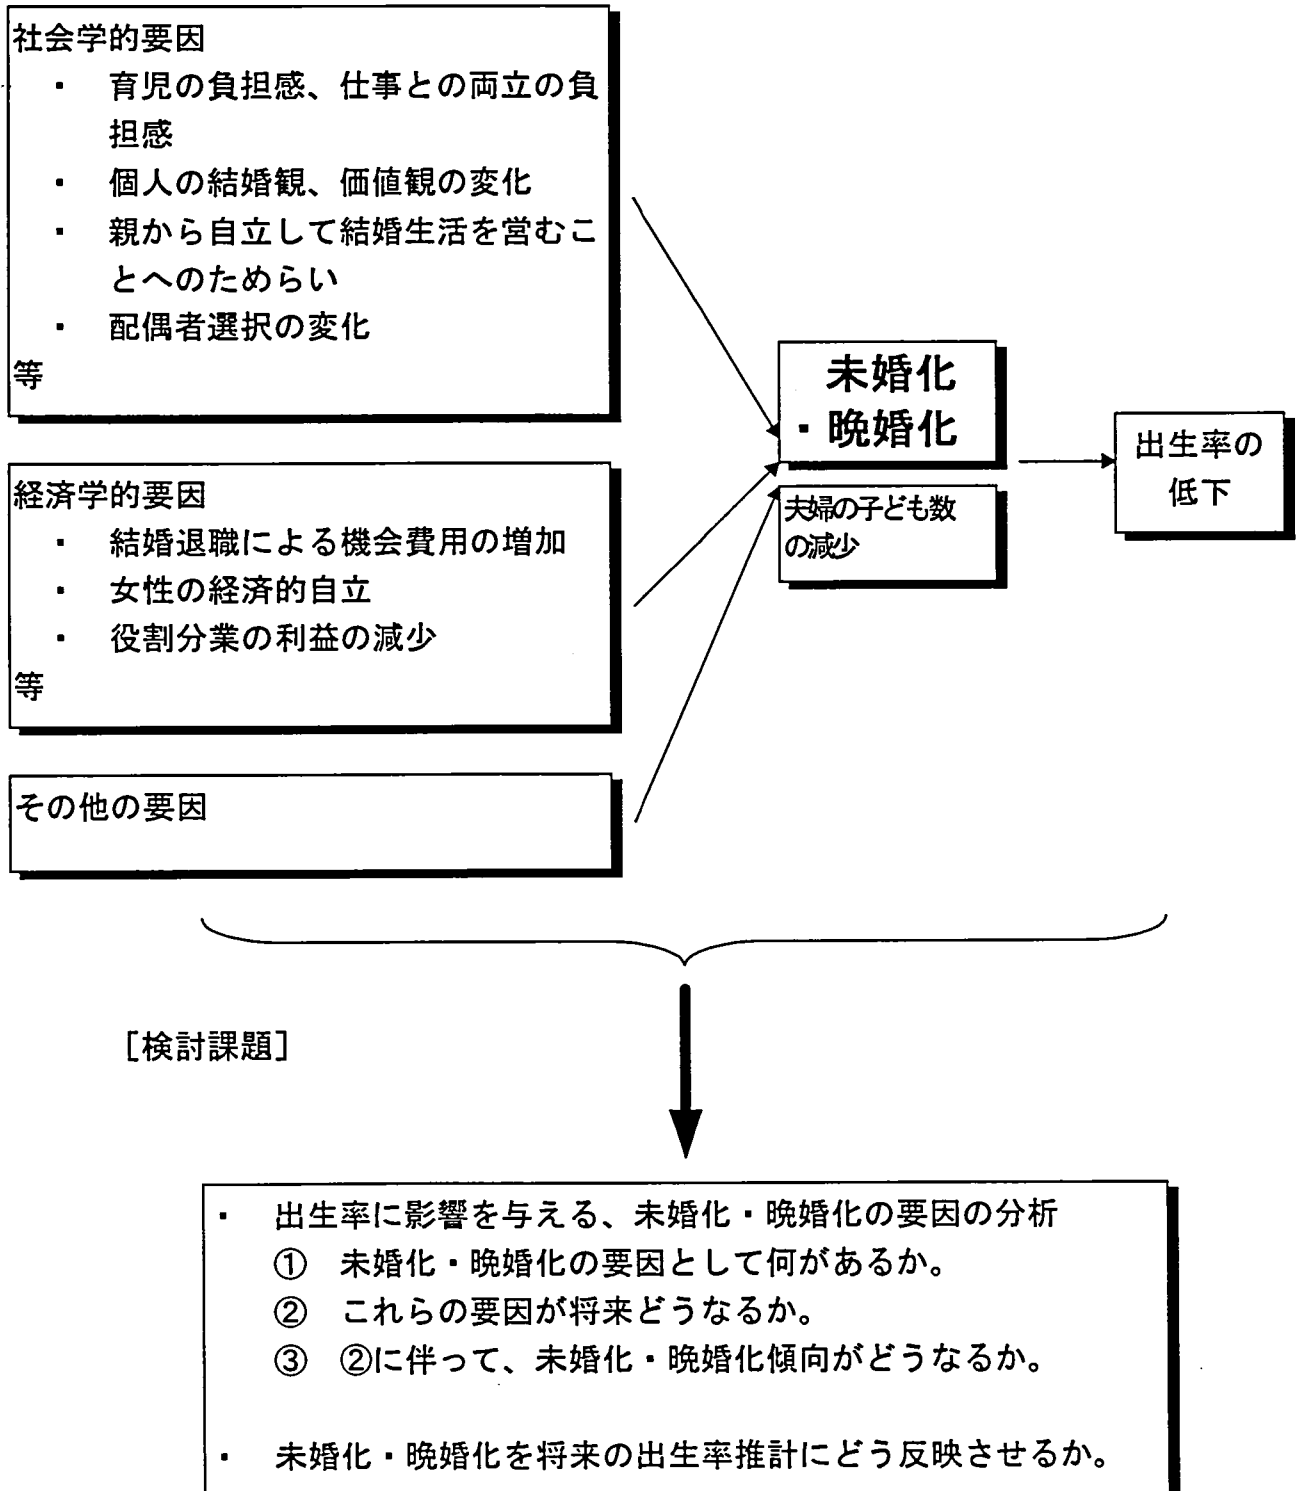 社会学的要因
・ 育児の負担感、仕事との両立の負
担感
・ 個人の結婚観、価値観の変化
・ 親から自立して結婚生活を営むこ
とへのためらい
・ 配偶者選択の変化
等
経済学的要因
・ 結婚退職による機会費用の増加
・ 女性の経済的自立
・ 役割分業の利益の減少
等
その他の要因
未婚化
・晩婚化
夫婦の子ども数
の減少
出生率の
低下
[検討課題]
・ 出生率に影響を与える、未婚化・晩婚化の要因の分析
① 未婚化・晩婚化の要因として何があるか。
② これらの要因が将来どうなるか。
③ ②に伴って、未婚化・晩婚化傾向がどうなるか。
・ 未婚化・晩婚化を将来の出生率推計にどう反映させるか。